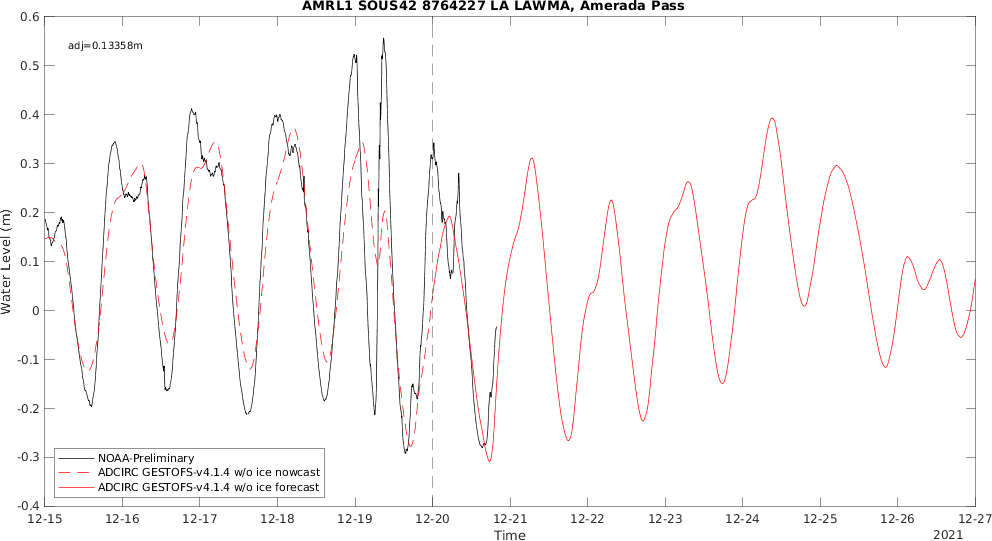 AMRL1 SOUS42 8764227 LA LAWMA, Amerada Pass
adj=0.13358m
0.6
0.5
0.4
0.3
0.2
0.1
0
-0.1
-0.2
-0.3
-0.4
Water Level (m)
NOAA-Preliminary
ADCIRC GESTOFS-v4.1.4 w/o ice nowcast
ADCIRC GESTOFS-v4.1.4 w/o ice forecast
12-15 12-16 12-17 12-18 12-19 12-20 12-21 12-22 12-23 12-24 12-25 12-26 12-27
Time
2021